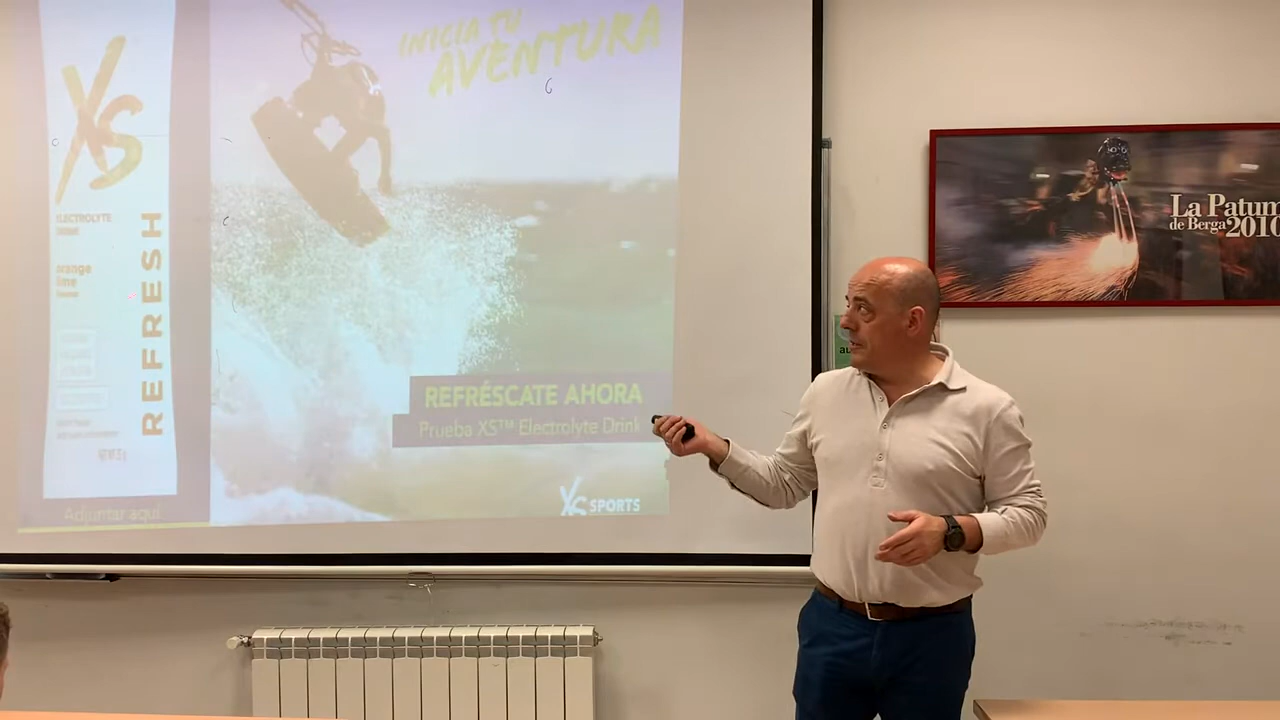 INICIA TU
AVENTURA
XS
ELECTROLYTE
orange
lime
REFRESH
REFRÉSCATE AHORA
Prueba XS™ Electrolyte Drink
XS SPORTS
Adjuntar aquí
La Patum
de Berga 2010
au